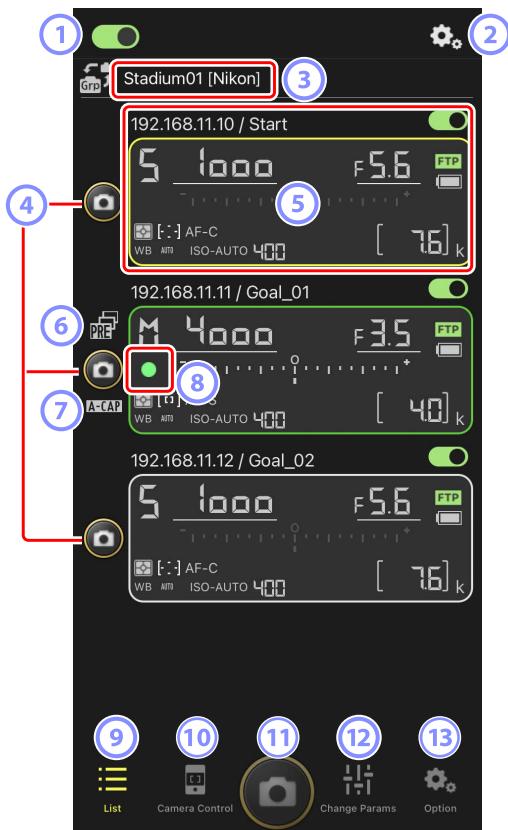 1
2
Grp
Stadium01 [Nikon]
3
192.168.11.10 / Start
S 1000 F5.6 FTP
4
5
AF-C
WB AUTO ISO-AUTO 400 [ 7.6] k
192.168.11.11 / Goal_01
6
PRE
M 4000 F3.5 FTP
8
7
A-CAP
WB AUTO ISO-AUTO 400 [ 4.0] k
192.168.11.12 / Goal_02
S 1000 F5.6 FTP
AF-C
WB AUTO ISO-AUTO 400 [ 7.6] k
9 10 11 12 13
List Camera Control Change Params Option